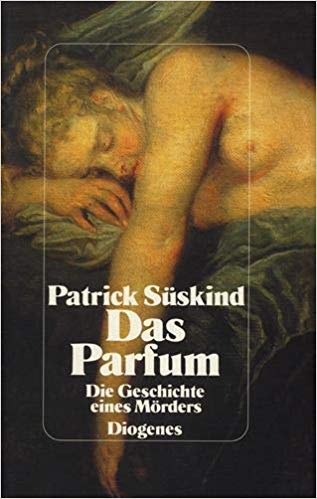 Patrick Süskind
Das
Parfum
Die Geschichte
eines Mörders
Diogenes